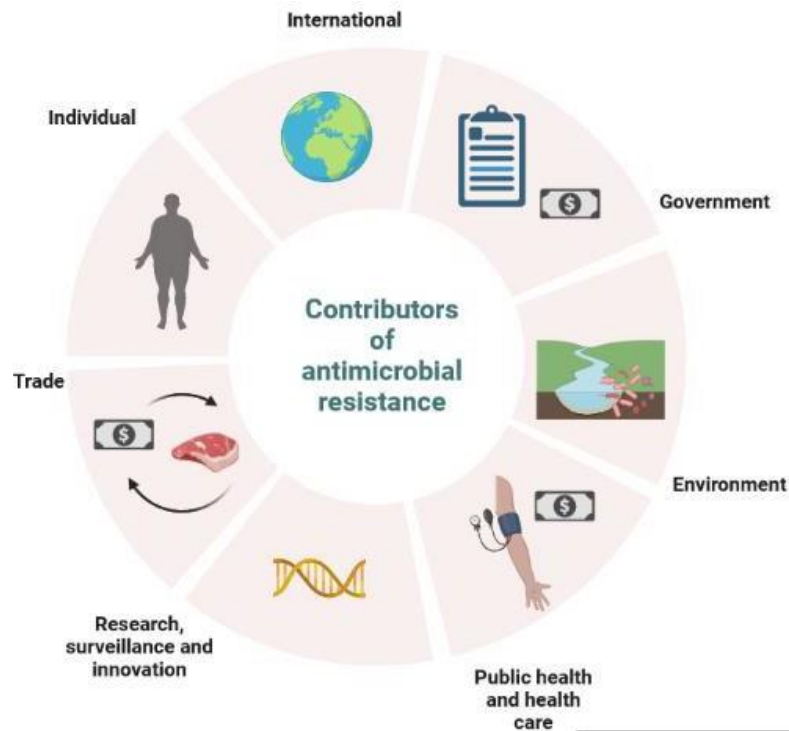 International
Individual
Government
Contributors
of
antimicrobial
resistance
Trade
Environment
Research,
surveillance and
innovation
Public health
and health
care
$
$
$